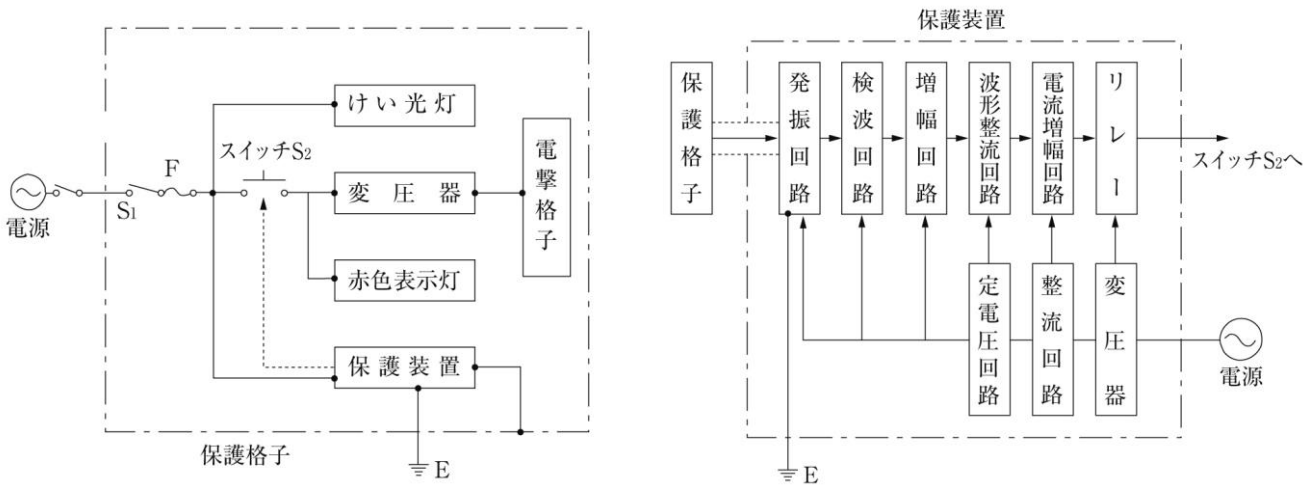 けい光灯
スイッチS₂
F
S₁
電源
変圧器
電撃格子
赤色表示灯
保護装置
E
保護格子
保護装置
保護格子
発振回路
検波回路
増幅回路
波形整流回路
電流増幅回路
リレー
スイッチS₂へ
定電圧回路
整流回路
変圧器
電源
E